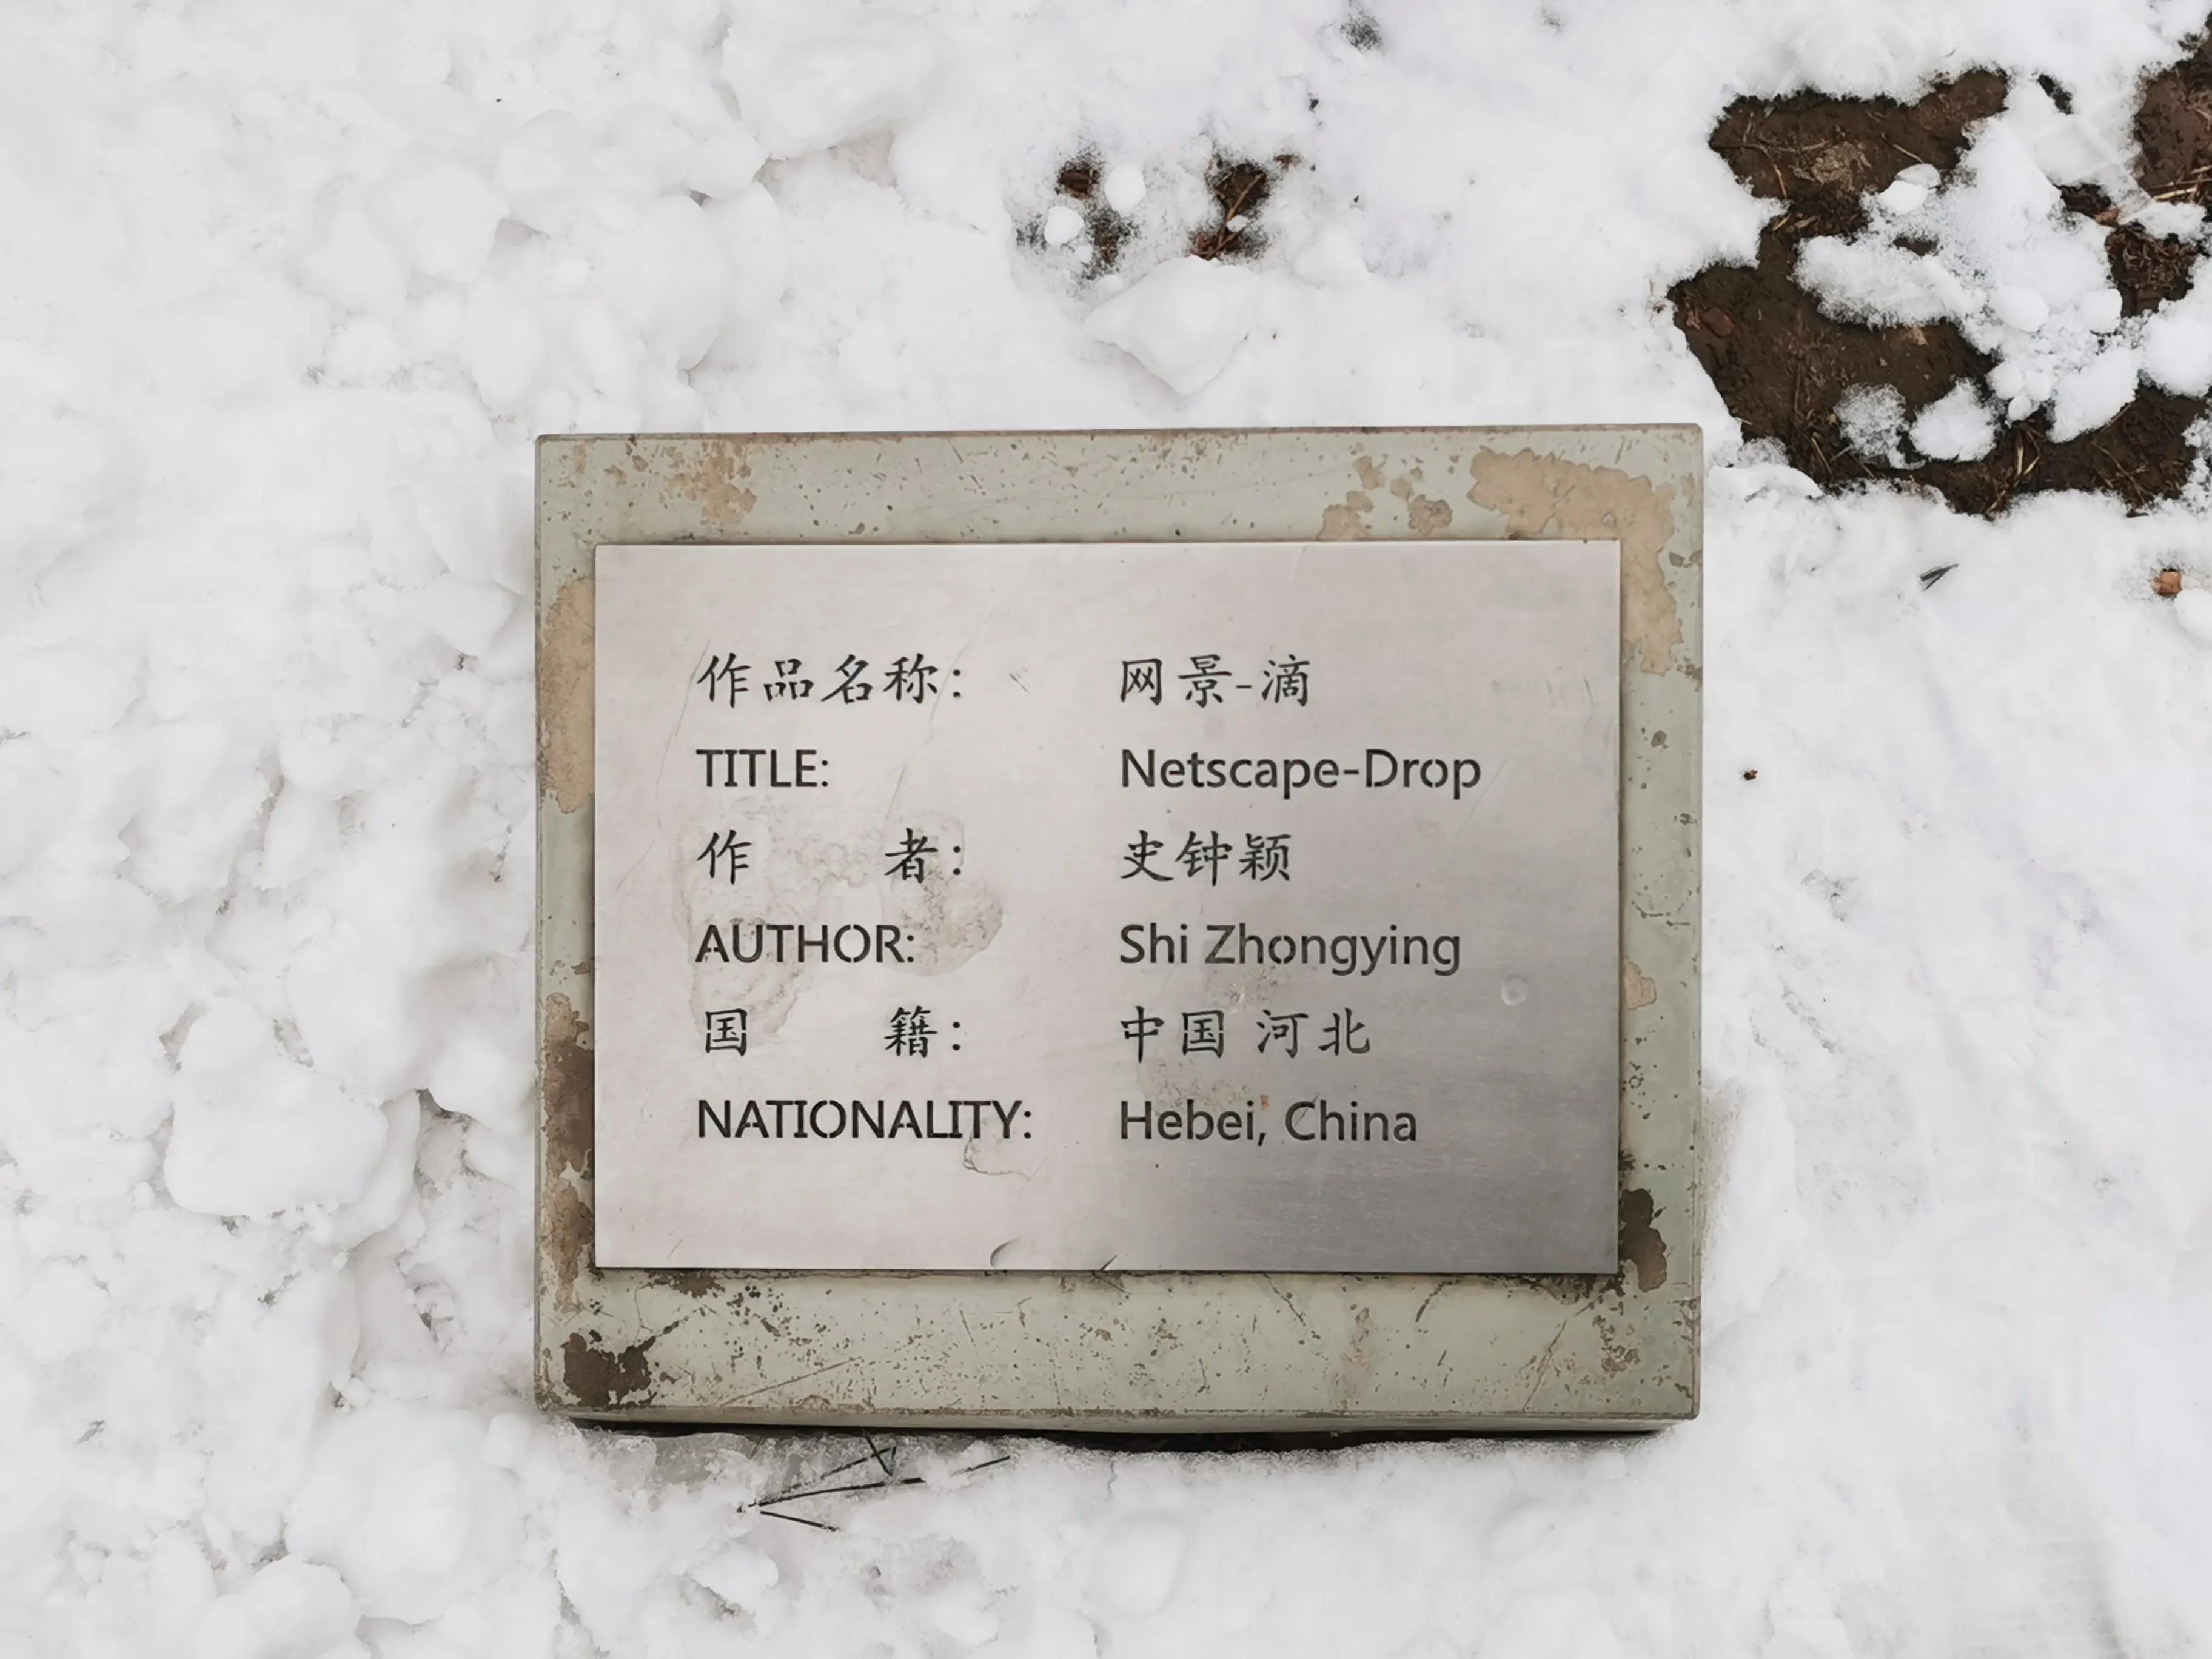 作品名称： 网景-滴
TITLE: Netscape-Drop
作 者： 史钟颖
AUTHOR: Shi Zhongying
国 籍： 中国 河北
NATIONALITY: Hebei, China